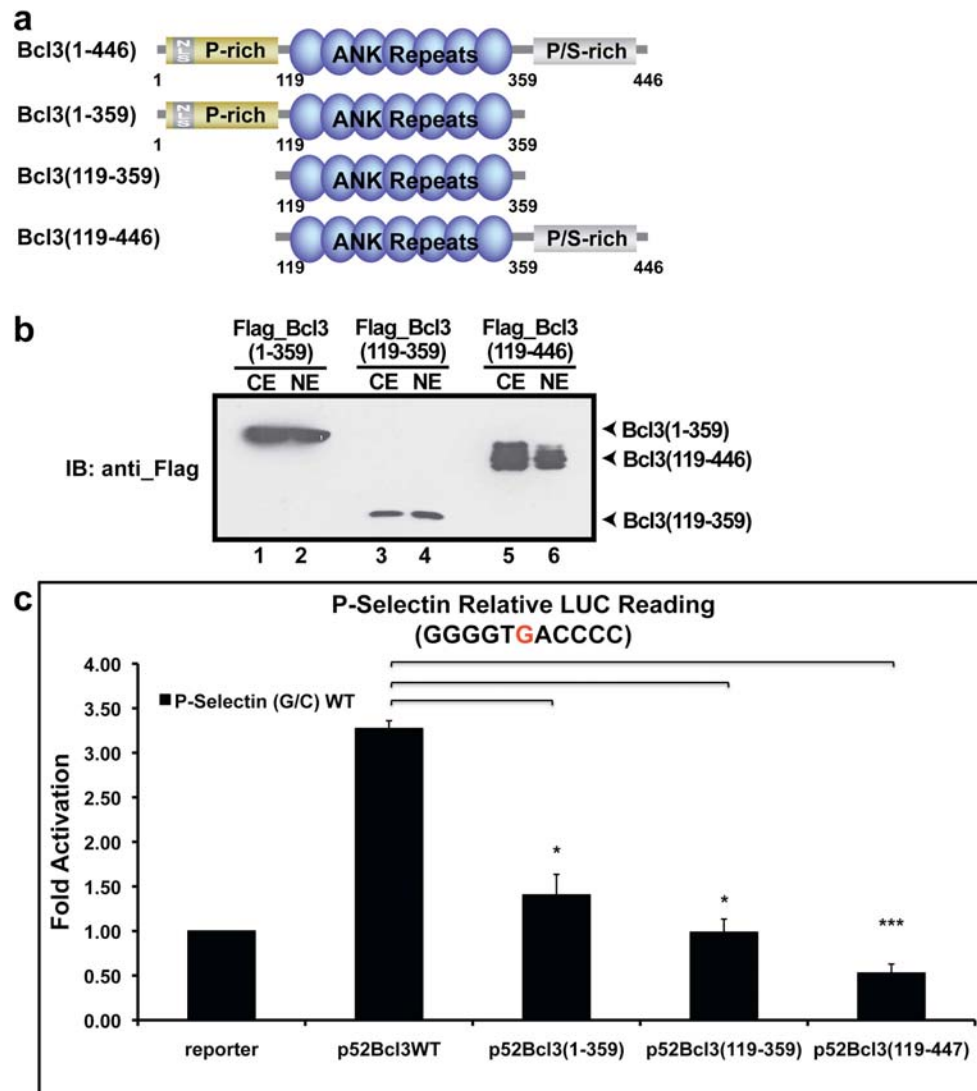 a
Bcl3(1-446)
NLS
P-rich
ANK Repeats
P/S-rich
1
119
359
446
Bcl3(1-359)
NLS
P-rich
ANK Repeats
1
119
359
Bcl3(119-359)
ANK Repeats
119
359
Bcl3(119-446)
ANK Repeats
P/S-rich
119
359
446
b
Flag_Bcl3 Flag_Bcl3 Flag_Bcl3
(1-359) (119-359) (119-446)
CE NE CE NE CE NE
Bcl3(1-359)
IB: anti_Flag
Bcl3(119-446)
Bcl3(119-359)
1 2 3 4 5 6
c
P-Selectin Relative LUC Reading
(GGGGTGACCCC)
P-Selectin (G/C) WT
Fold Activation
4.00
3.50
3.00
2.50
2.00
1.50
1.00
0.50
0.00
*
*
***
reporter p52Bcl3WT p52Bcl3(1-359) p52Bcl3(119-359) p52Bcl3(119-447)